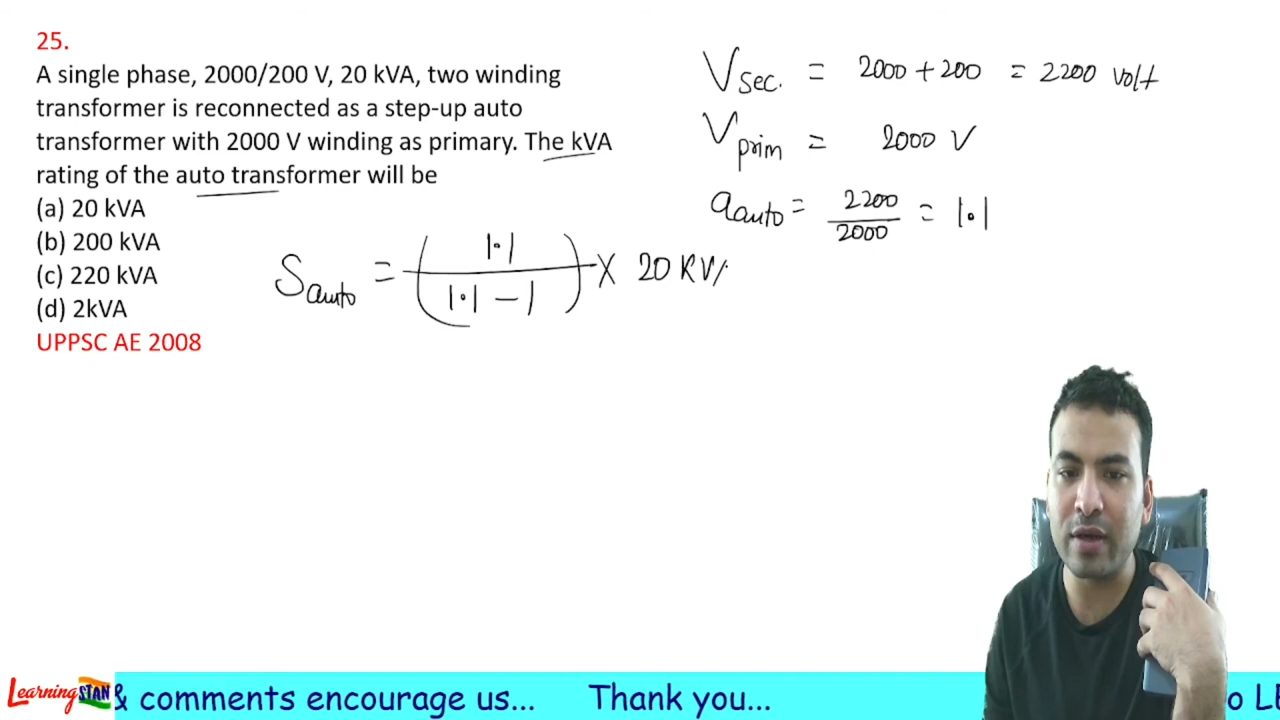 25.
A single phase, 2000/200 V, 20 kVA, two winding
transformer is reconnected as a step-up auto
transformer with 2000 V winding as primary. The kVA
rating of the auto transformer will be
(a) 20 kVA
(b) 200 kVA
(c) 220 kVA
(d) 2kVA
UPPSC AE 2008
Vsec. = 2000 + 200 = 2200 volt
Vprim = 2000 V
aauto = 2200/2000 = 1.1
Sauto = (1.1/(1.1 - 1)) × 20 KV
Learning STAN
& comments encourage us... Thank you...
o LE